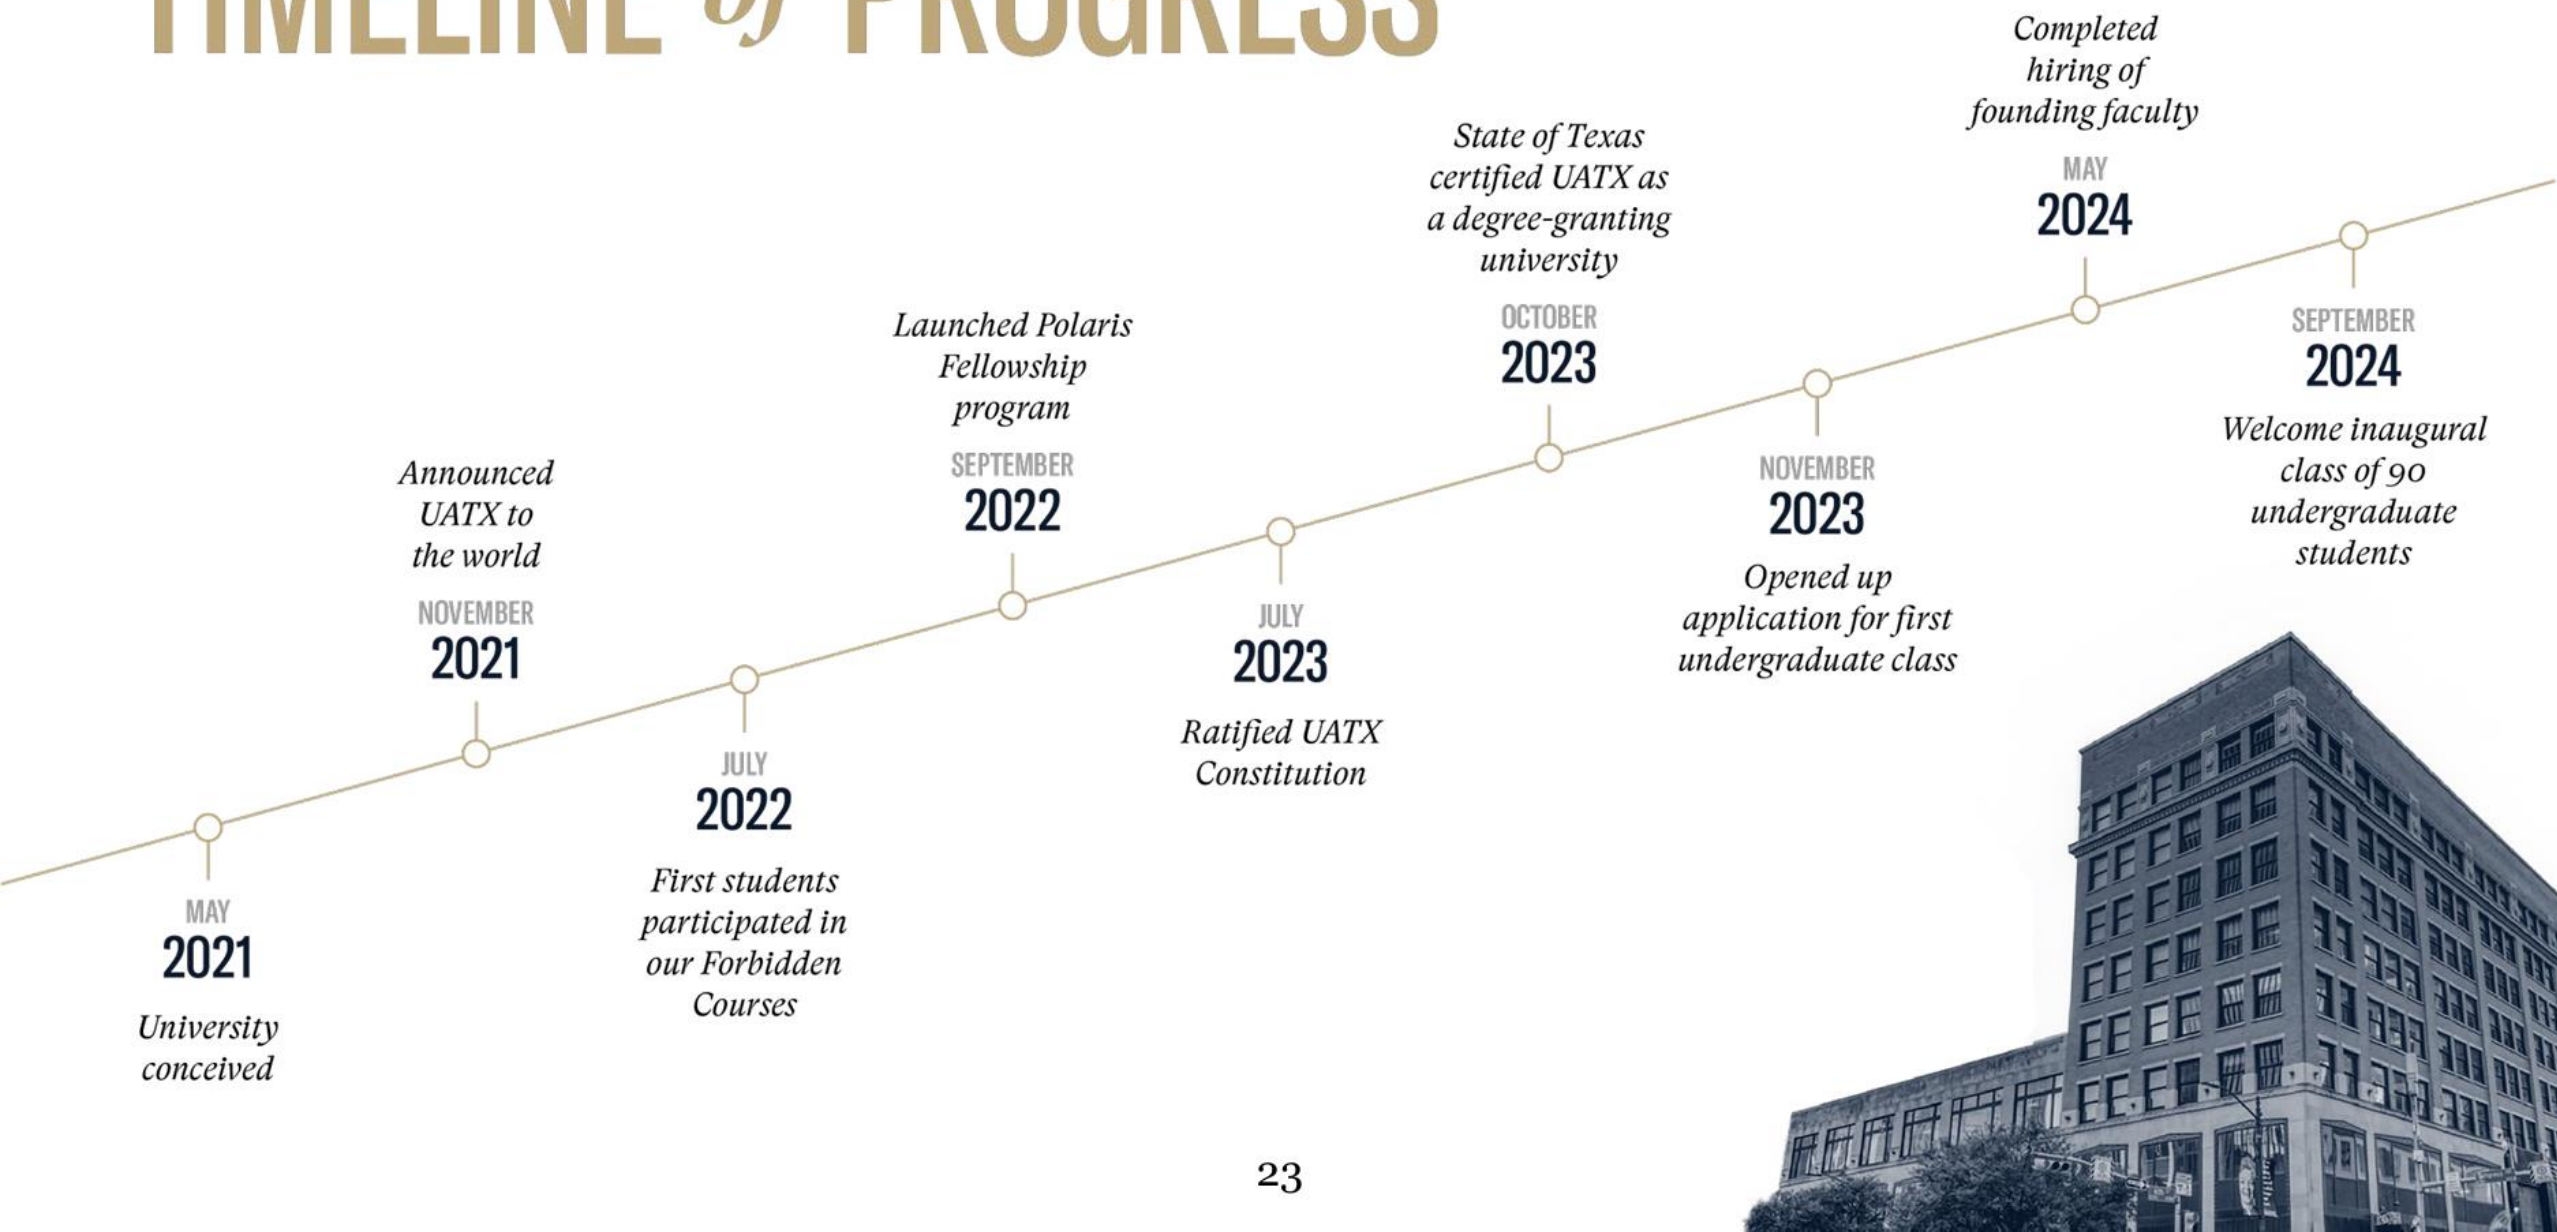 TIMELINE of PROGRESS
Completed
hiring of
founding faculty
MAY
2024
State of Texas
certified UATX as
a degree-granting
university
OCTOBER
2023
Launched Polaris
Fellowship
program
SEPTEMBER
2022
Announced
UATX to
the world
NOVEMBER
2021
MAY
2021
University
conceived
JULY
2022
First students
participated in
our Forbidden
Courses
JULY
2023
Ratified UATX
Constitution
NOVEMBER
2023
Opened up
application for first
undergraduate class
SEPTEMBER
2024
Welcome inaugural
class of 90
undergraduate
students
23